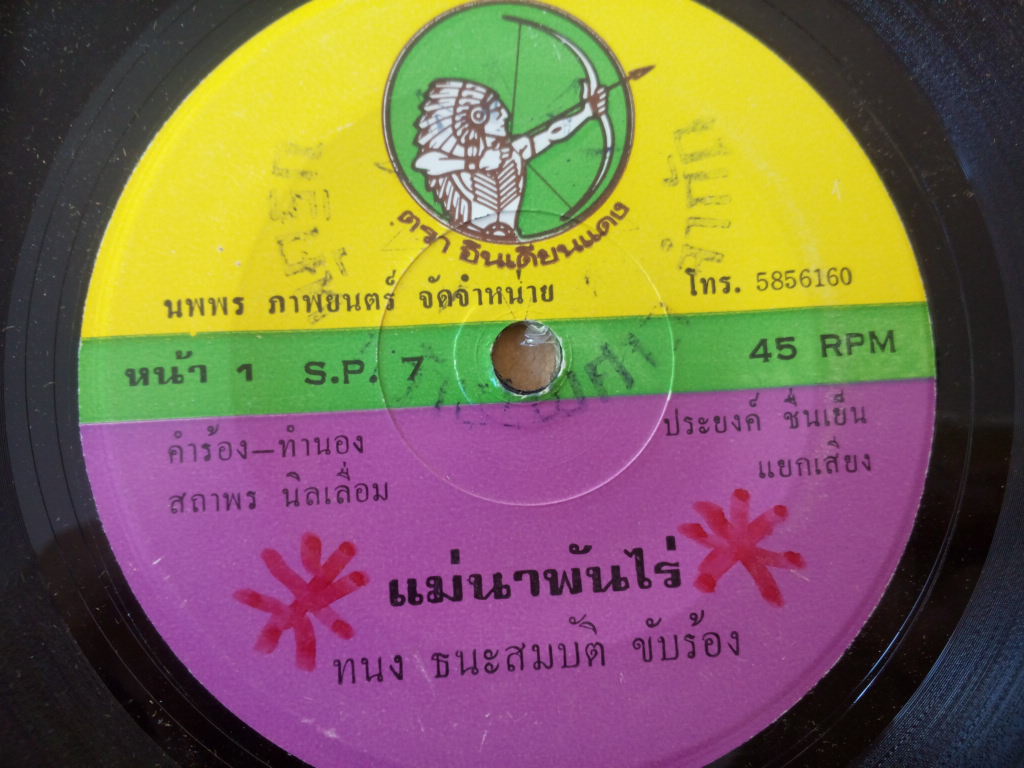 ตรา อินเดียนแดง
นพพร ภาพยนตร์ จัดจำหน่าย
โทร. 5856160
หน้า 1 S.P. 7
45 RPM
คำร้อง–ทำนอง
สถาพร นิลเลื่อม
ประยงค์ ชื่นเย็น
แยกเสียง
แม่นาพันไร่
ทนง ธนะสมบัติ ขับร้อง